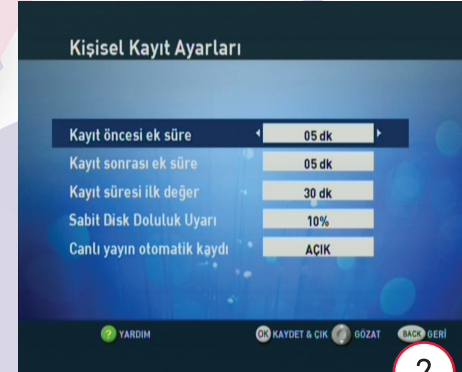 Kişisel Kayıt Ayarları
Kayıt öncesi ek süre 05 dk
Kayıt sonrası ek süre 05 dk
Kayıt süresi ilk değer 30 dk
Sabit Disk Doluluk Uyarı 10%
Canlı yayın otomatik kaydı AÇIK
? YARDIM OK KAYDET & ÇIK GÖZAT BACK GERİ
2